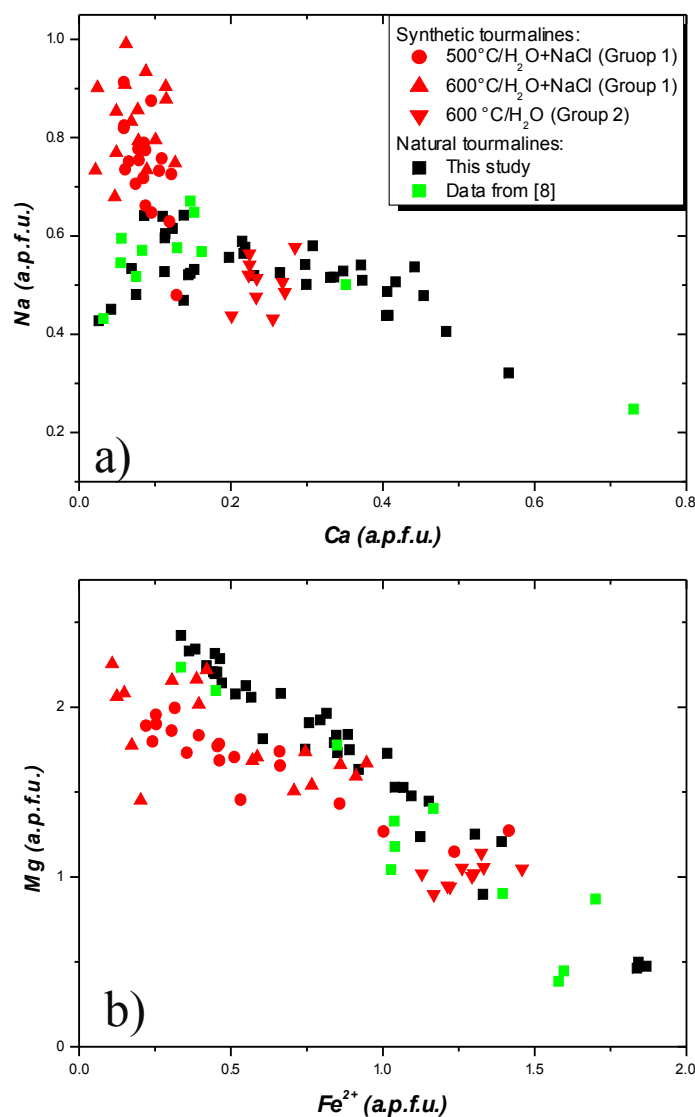 a)
Synthetic tourmalines:
500°C/H2O+NaCl (Gruop 1)
600°C/H2O+NaCl (Gruop 1)
600 °C/H2O (Group 2)
Natural tourmalines:
This study
Data from [8]
1.0
0.8
0.6
0.4
0.2
Na (a.p.f.u.)
a)
0.0
0.2
0.4
0.6
0.8
Ca (a.p.f.u.)
2
1
0
Mg (a.p.f.u.)
b)
0.0
0.5
1.0
1.5
2.0
Fe2+ (a.p.f.u.)